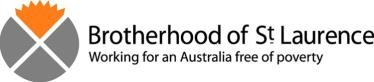 Brotherhood of St Laurence
Working for an Australia free of poverty